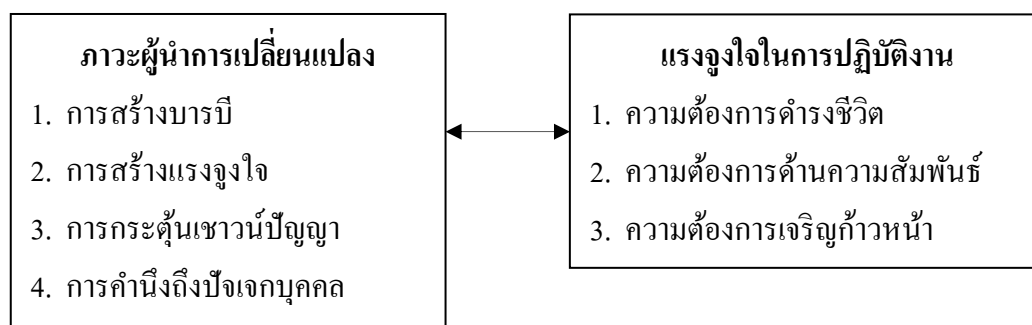 ภาวะผู้นำการเปลี่ยนแปลง
1. การสร้างบารมี
2. การสร้างแรงจูงใจ
3. การกระตุ้นเชาวน์ปัญญา
4. การคำนึงถึงปัจเจกบุคคล
แรงจูงใจในการปฏิบัติงาน
1. ความต้องการดำรงชีวิต
2. ความต้องการด้านความสัมพันธ์
3. ความต้องการเจริญก้าวหน้า